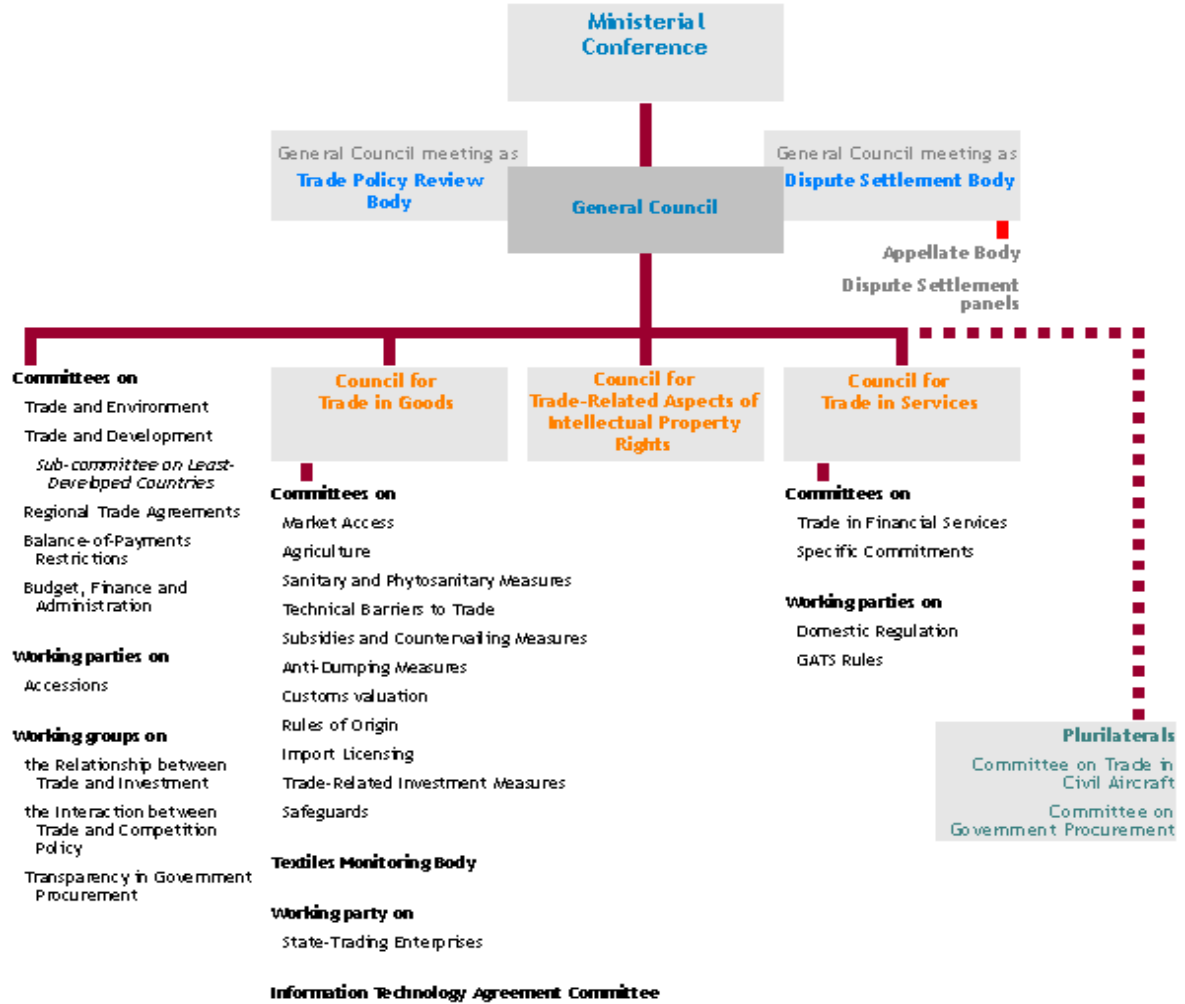 Ministerial
Conference
General Council meeting as
Trade Policy Review
Body
General Council
General Council meeting as
Dispute Settlement Body
Appellate Body
Dispute Settlement
panels
Committees on
Trade and Environment
Trade and Development
Sub-committee on Least-
Developed Countries
Regional Trade Agreements
Balance-of-Payments
Restrictions
Budget, Finance and
Administration
Working parties on
Accessions
Working groups on
the Relationship between
Trade and Investment
the Interaction between
Trade and Competition
Policy
Transparency in Government
Procurement
Council for
Trade in Goods
Committees on
Market Access
Agriculture
Sanitary and Phytosanitary Measures
Technical Barriers to Trade
Subsidies and Countervailing Measures
Anti-Dumping Measures
Customs valuation
Rules of Origin
Import Licensing
Trade-Related Investment Measures
Safeguards
Textiles Monitoring Body
Working party on
State-Trading Enterprises
Information Technology Agreement Committee
Council for
Trade-Related Aspects of
Intellectual Property
Rights
Council for
Trade in Services
Committees on
Trade in Financial Services
Specific Commitments
Working parties on
Domestic Regulation
GATS Rules
Plurilaterals
Committee on Trade in
Civil Aircraft
Committee on
Government Procurement